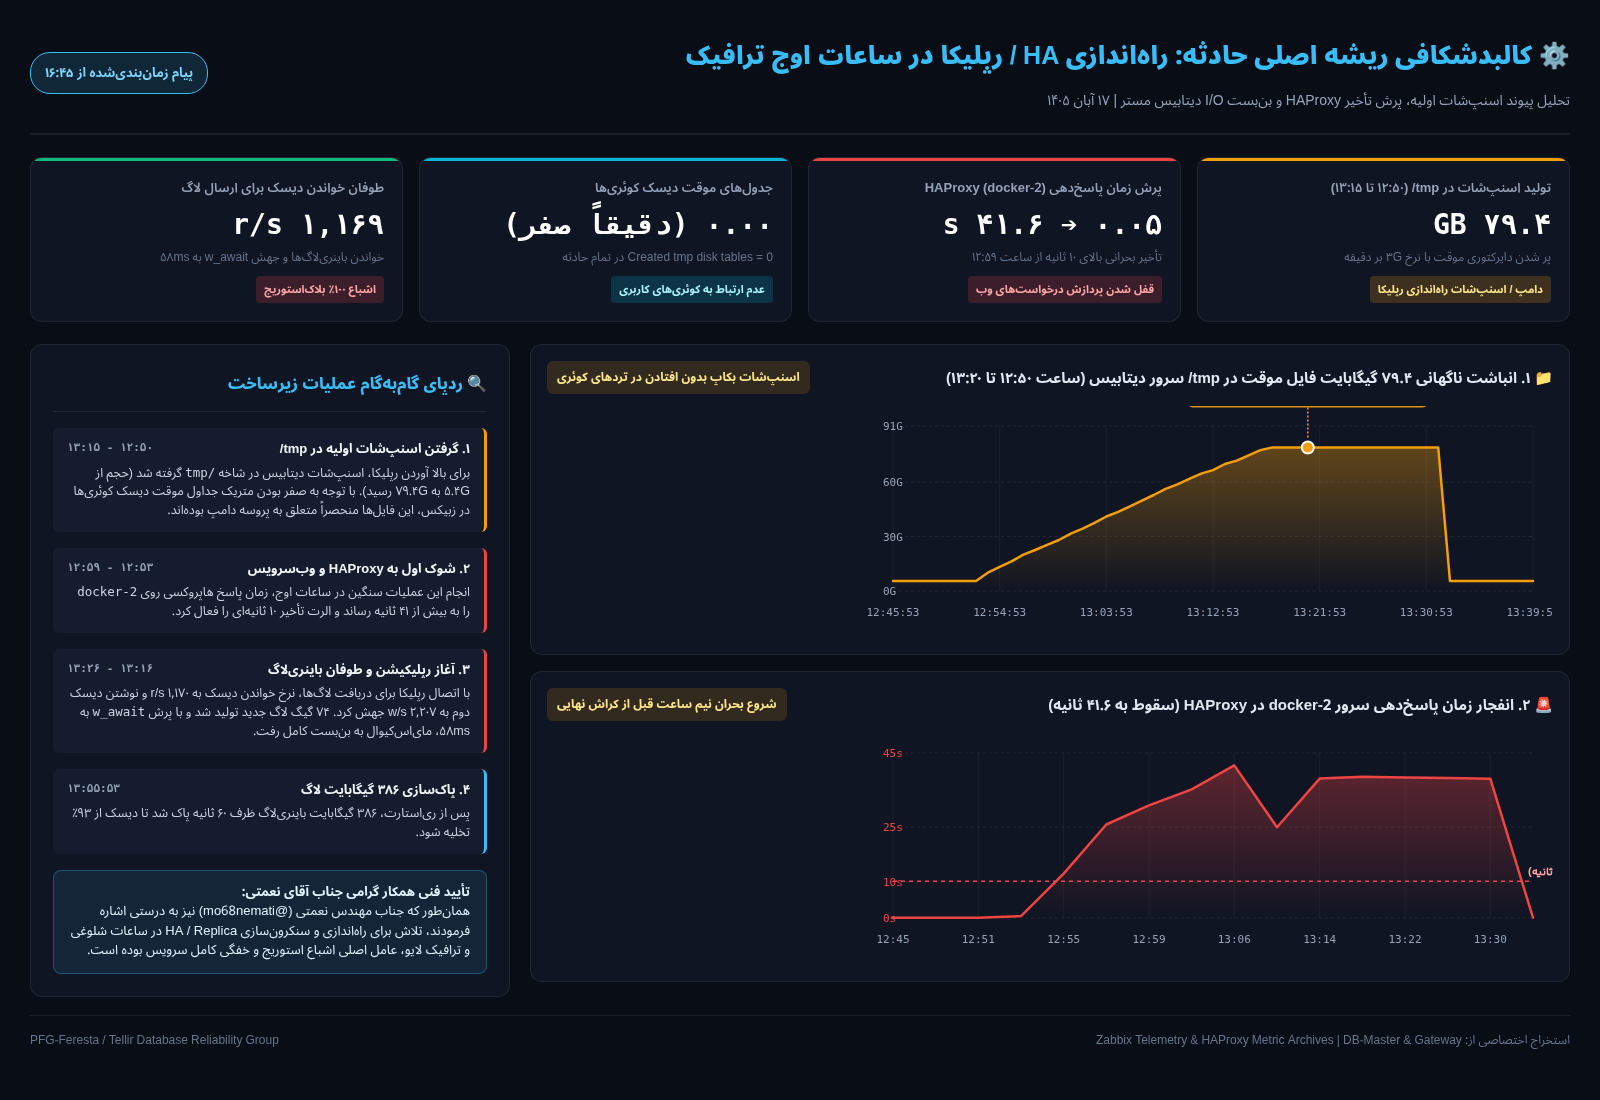 ⚙️ کالبدشکافی ریشه اصلی حادثه: راه‌اندازی HA / رپلیکا در ساعات اوج ترافیک
تحلیل پیوند اسنپ‌شات اولیه، پرش تأخیر HAProxy و بن‌بست I/O دیتابیس مستر | ۱۷ آبان ۱۴۰۵
پیام زمان‌بندی‌شده از ۱۶:۴۵
تولید اسنپ‌شات در tmp/ (۱۲:۵۰ تا ۱۳:۱۵)
۷۹.۴ GB
پر شدن دایرکتوری موقت با نرخ ۳G بر دقیقه
دامپ / اسنپ‌شات راه‌اندازی رپلیکا
پرش زمان پاسخ‌دهی HAProxy (docker-2)
۰.۰۵ ➔ ۴۱.۶ s
تأخیر بحرانی بالای ۱۰ ثانیه از ساعت ۱۲:۵۹
قفل شدن پردازش درخواست‌های وب
جدول‌های موقت دیسک کوئری‌ها
۰.۰۰ (دقیقاً صفر)
Created tmp disk tables = 0 در تمام حادثه
عدم ارتباط به کوئری‌های کاربری
طوفان خواندن دیسک برای ارسال لاگ
۱,۱۶۹ r/s
خواندن باینری‌لاگ‌ها و جهش w_await به ۵۸ms
اشباع ۱۰۰٪ بلاک‌استوریج
📁 ۱. انباشت ناگهانی ۷۹.۴ گیگابایت فایل موقت در tmp/ سرور دیتابیس (ساعت ۱۲:۵۰ تا ۱۳:۲۰)
اسنپ‌شات بکاپ بدون افتادن در تردهای کوئری
91G
60G
30G
0G
12:45:53
12:54:53
13:03:53
13:12:53
13:21:53
13:30:53
13:39:5
🚨 ۲. انفجار زمان پاسخ‌دهی سرور docker-2 در HAProxy (سقوط به ۴۱.۶ ثانیه)
شروع بحران نیم ساعت قبل از کراش نهایی
45s
25s
10s
0s
ثانیه)
12:45
12:51
12:55
12:59
13:06
13:14
13:22
13:30
🔍 ردپای گام‌به‌گام عملیات زیرساخت
۱. گرفتن اسنپ‌شات اولیه در tmp/
۱۲:۵۰ - ۱۳:۱۵
برای بالا آوردن رپلیکا، اسنپ‌شات دیتابیس در شاخه tmp/ گرفته شد (حجم از
۵.۴G به ۷۹.۴G رسید). با توجه به صفر بودن متریک جداول موقت دیسک کوئری‌ها
در زبیکس، این فایل‌ها منحصراً متعلق به پروسه دامپ بوده‌اند.
۲. شوک اول به HAProxy و وب‌سرویس
۱۲:۵۳ - ۱۲:۵۹
انجام این عملیات سنگین در ساعات اوج، زمان پاسخ هاپروکسی روی docker-2
را به بیش از ۴۱ ثانیه رساند و الرت تأخیر ۱۰ ثانیه‌ای را فعال کرد.
۳. آغاز رپلیکیشن و طوفان باینری‌لاگ
۱۳:۱۶ - ۱۳:۲۶
با اتصال رپلیکا برای دریافت لاگ‌ها، نرخ خواندن دیسک به ۱,۱۷۰ r/s و نوشتن دیسک
دوم به ۲,۲۰۷ w/s جهش کرد. ۷۴ گیگ لاگ جدید تولید شد و با پرش w_await به
۵۸ms، مای‌اس‌کیوال به بن‌بست کامل رفت.
۴. پاک‌سازی ۳۸۶ گیگابایت لاگ
۱۳:۵۵:۵۳
پس از ری‌استارت، ۳۸۶ گیگابایت باینری‌لاگ ظرف ۶۰ ثانیه پاک شد تا دیسک از ۹۳٪
تخلیه شود.
تأیید فنی همکار گرامی جناب آقای نعمتی:
همان‌طور که جناب مهندس نعمتی (@mo68nemati) نیز به درستی اشاره
فرمودند، تلاش برای راه‌اندازی و سنکرون‌سازی HA / Replica در ساعات شلوغی
و ترافیک لایو، عامل اصلی اشباع استوریج و خفگی کامل سرویس بوده است.
استخراج اختصاصی از: Zabbix Telemetry & HAProxy Metric Archives | DB-Master & Gateway
PFG-Feresta / Tellir Database Reliability Group